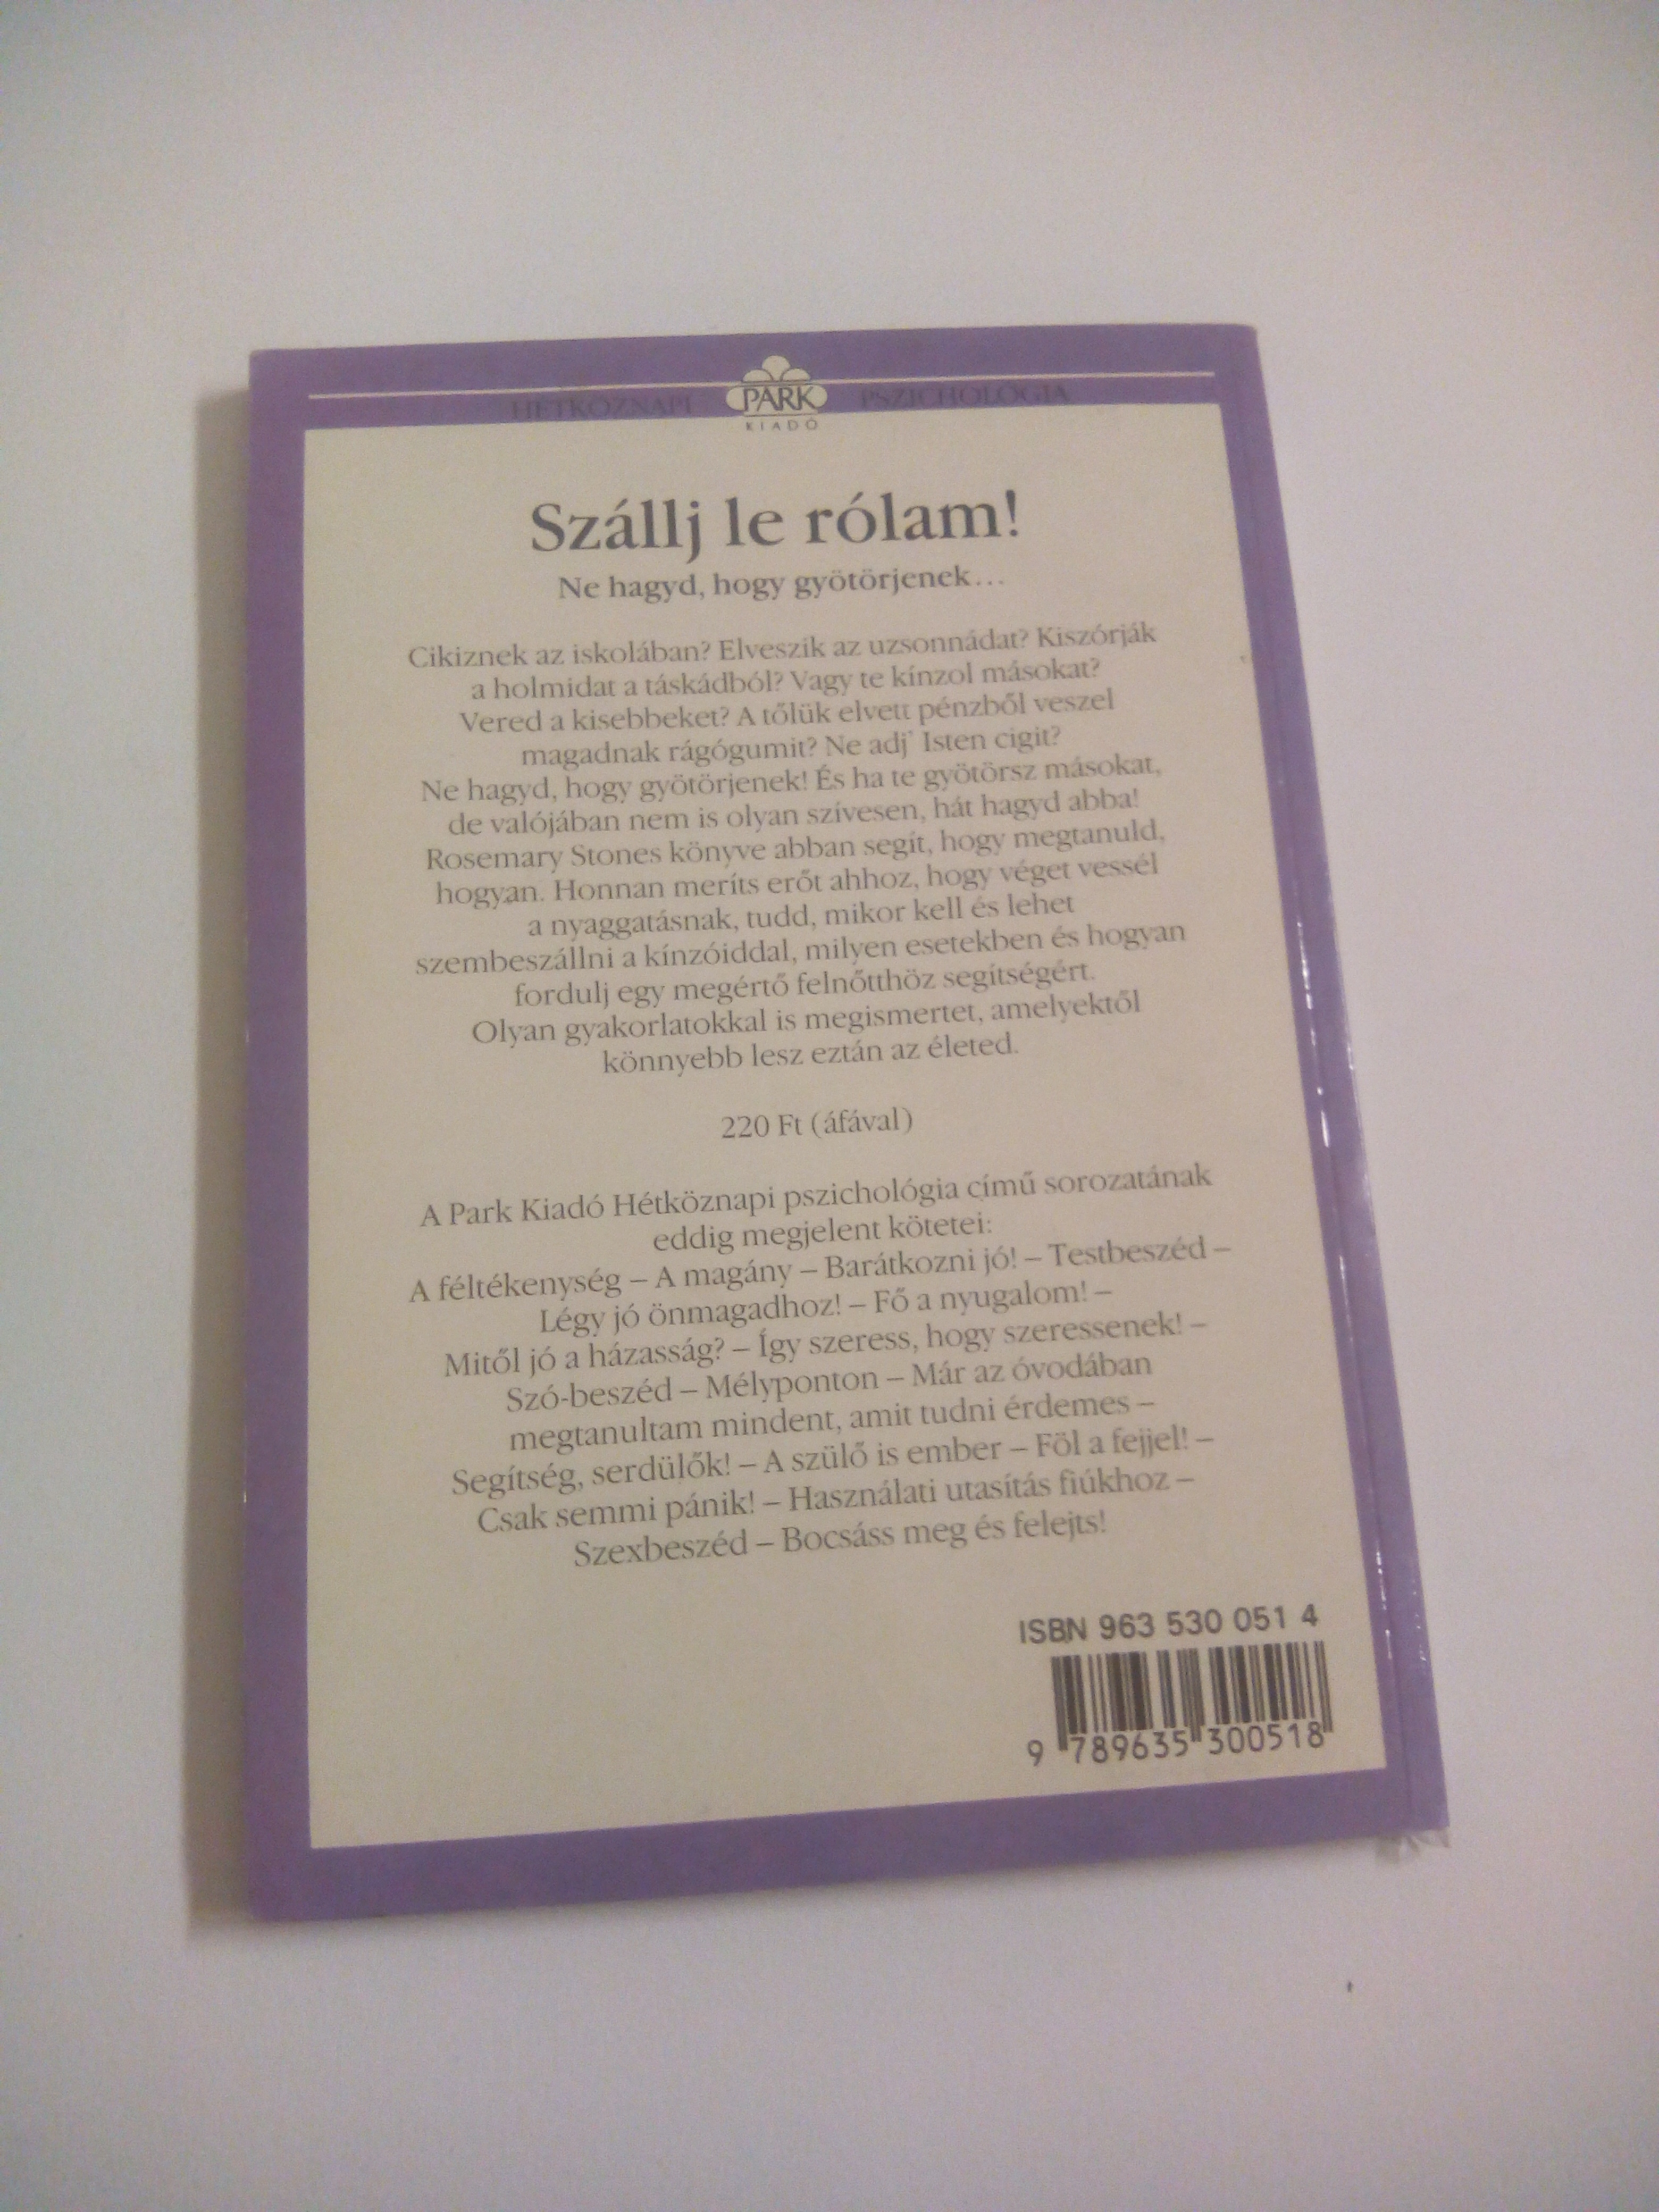 HÉTKÖZNAPI PARK PSZICHOLÓGIA
KIADÓ
Szállj le rólam!
Ne hagyd, hogy gyötörjenek...
Cikiznek az iskolában? Elveszik az uzsonnádat? Kiszórják
a holmidat a táskádból? Vagy te kínzol másokat?
Vered a kisebbeket? A tőlük elvett pénzből veszel
magadnak rágógumit? Ne adj' Isten cigit?
Ne hagyd, hogy gyötörjenek! És ha te gyötörsz másokat,
de valójában nem is olyan szívesen, hát hagyd abba!
Rosemary Stones könyve abban segít, hogy megtanuld,
hogyan. Honnan meríts erőt ahhoz, hogy véget vessél
a nyaggatásnak, tudd, mikor kell és lehet
szembeszállni a kínzóiddal, milyen esetekben és hogyan
fordulj egy megértő felnőtthöz segítségért.
Olyan gyakorlatokkal is megismertet, amelyektől
könnyebb lesz eztán az életed.
220 Ft (áfával)
A Park Kiadó Hétköznapi pszichológia című sorozatának
eddig megjelent kötetei:
A féltékenység – A magány – Barátkozni jó! – Testbeszéd –
Légy jó önmagadhoz! – Fő a nyugalom! –
Mitől jó a házasság? – Így szeress, hogy szeressenek! –
Szó-beszéd – Mélyponton – Már az óvodában
megtanultam mindent, amit tudni érdemes –
Segítség, serdülők! – A szülő is ember – Föl a fejjel! –
Csak semmi pánik! – Használati utasítás fiúkhoz –
Szexbeszéd – Bocsáss meg és felejts!
ISBN 963 530 051 4
9 789635 300518